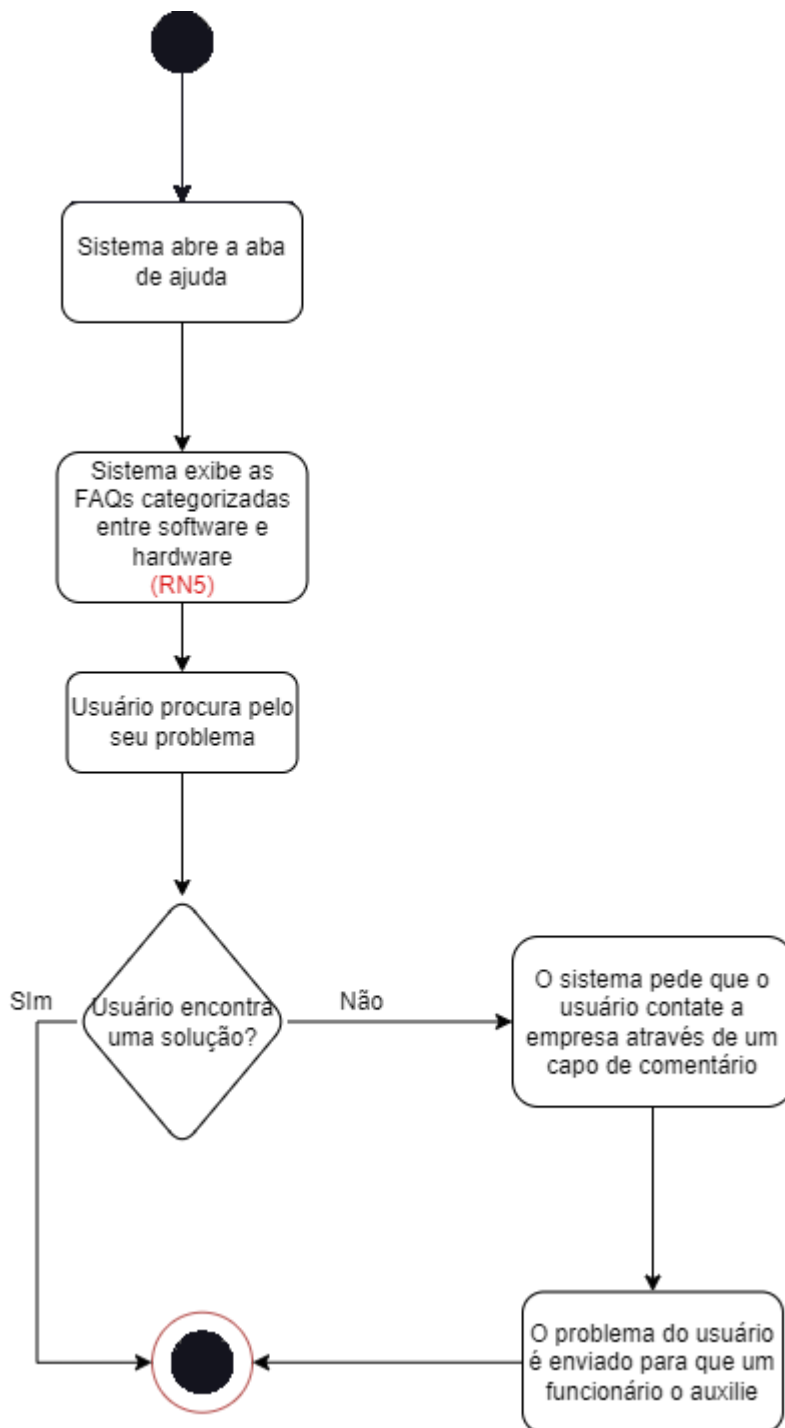 Sistema abre a aba
de ajuda
Sistema exibe as
FAQs categorizadas
entre software e
hardware
(RN5)
Usuário procura pelo
seu problema
SIm
Usuário encontra
uma solução?
Não
O sistema pede que o
usuário contate a
empresa através de um
capo de comentário
O problema do usuário
é enviado para que um
funcionário o auxilie